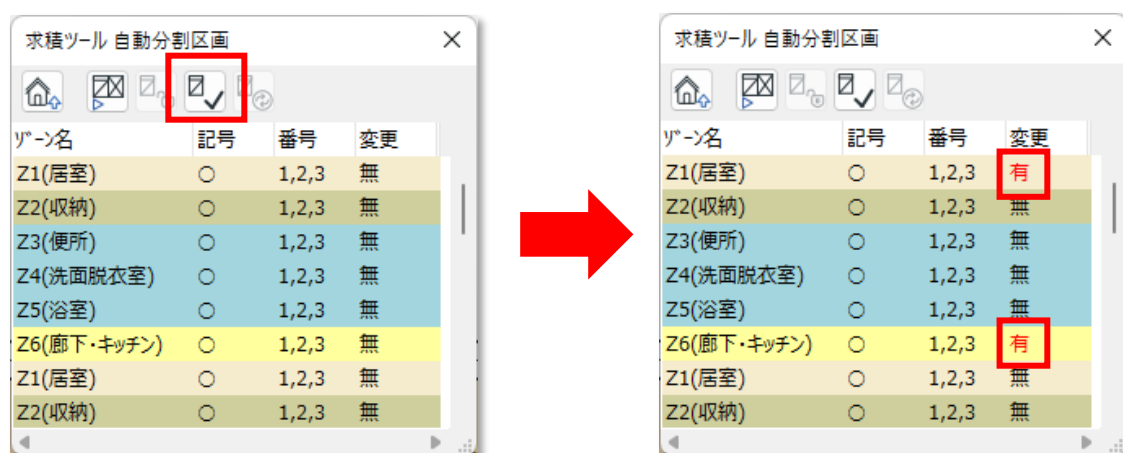 求積ツール 自動分割区画
ゾーン名 記号 番号 変更
Z1(居室) ○ 1,2,3 無
Z2(収納) ○ 1,2,3 無
Z3(便所) ○ 1,2,3 無
Z4(洗面脱衣室) ○ 1,2,3 無
Z5(浴室) ○ 1,2,3 無
Z6(廊下・キッチン) ○ 1,2,3 無
Z1(居室) ○ 1,2,3 無
Z2(収納) ○ 1,2,3 無
求積ツール 自動分割区画
ゾーン名 記号 番号 変更
Z1(居室) ○ 1,2,3 有
Z2(収納) ○ 1,2,3 無
Z3(便所) ○ 1,2,3 無
Z4(洗面脱衣室) ○ 1,2,3 無
Z5(浴室) ○ 1,2,3 無
Z6(廊下・キッチン) ○ 1,2,3 有
Z1(居室) ○ 1,2,3 無
Z2(収納) ○ 1,2,3 無